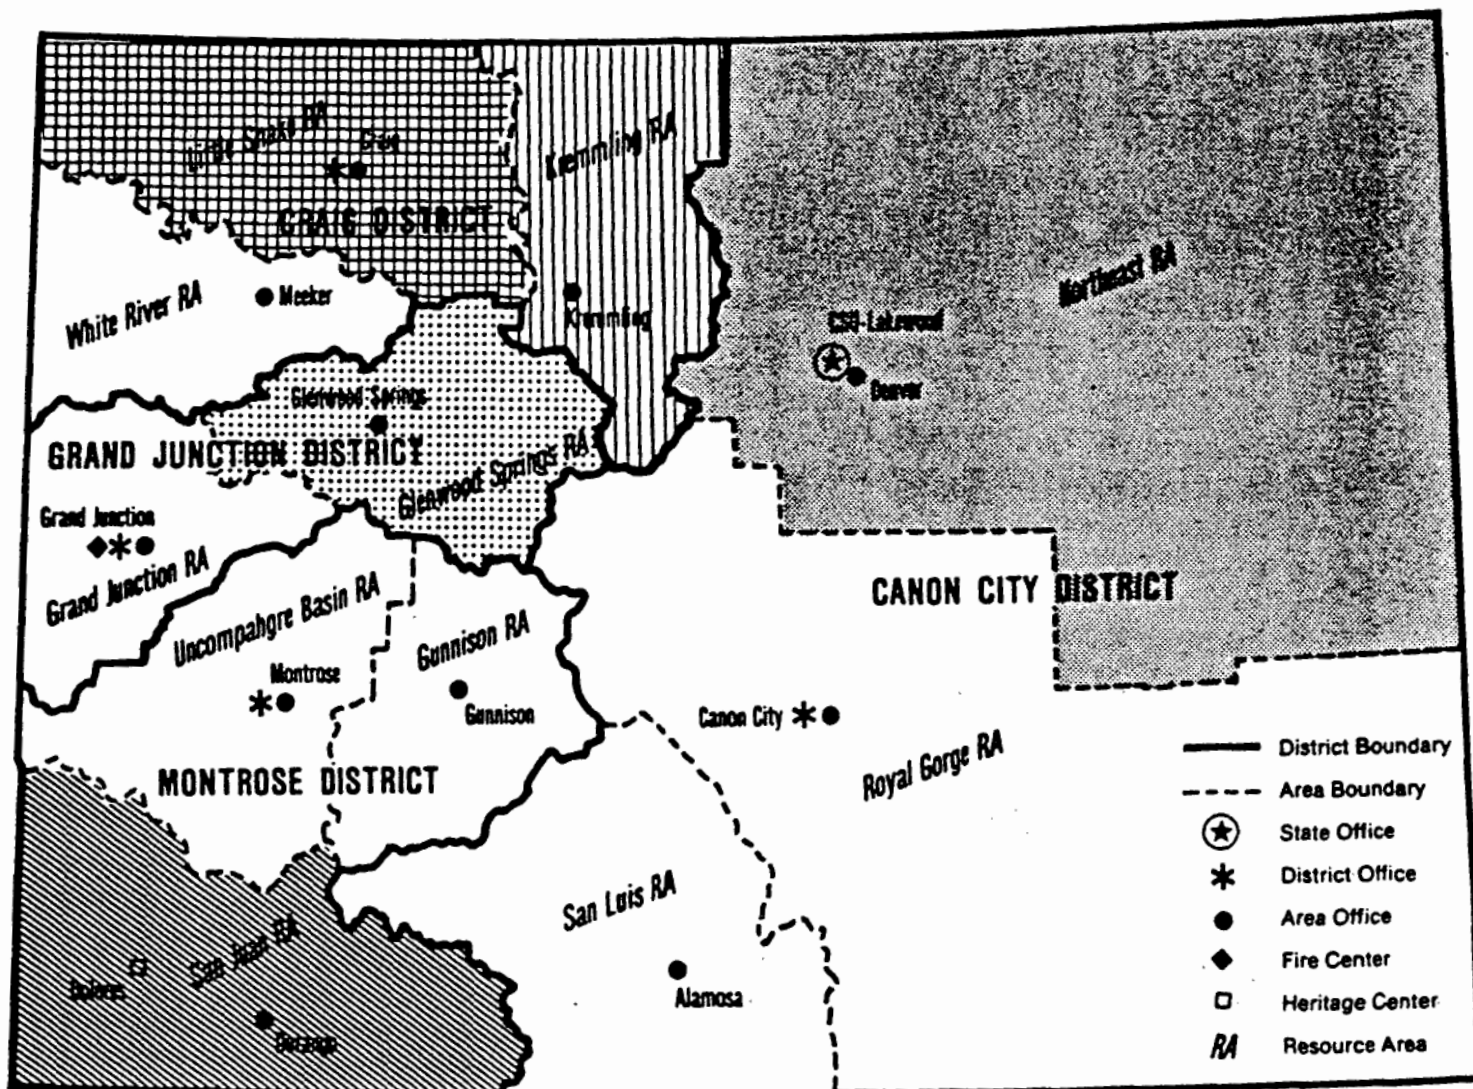 Little Snake RA
Craig
CRAIG DISTRICT
Kremmling RA
Kremmling
White River RA
Meeker
Northeast RA
CSO-Lakewood
Denver
Glenwood Springs
GRAND JUNCTION DISTRICT
Glenwood Springs RA
Grand Junction
Grand Junction RA
Uncompahgre Basin RA
Montrose
Gunnison RA
Gunnison
CANON CITY DISTRICT
Canon City
Royal Gorge RA
MONTROSE DISTRICT
San Luis RA
Alamosa
San Juan RA
Dolores
Durango
District Boundary
Area Boundary
State Office
District Office
Area Office
Fire Center
Heritage Center
RA Resource Area